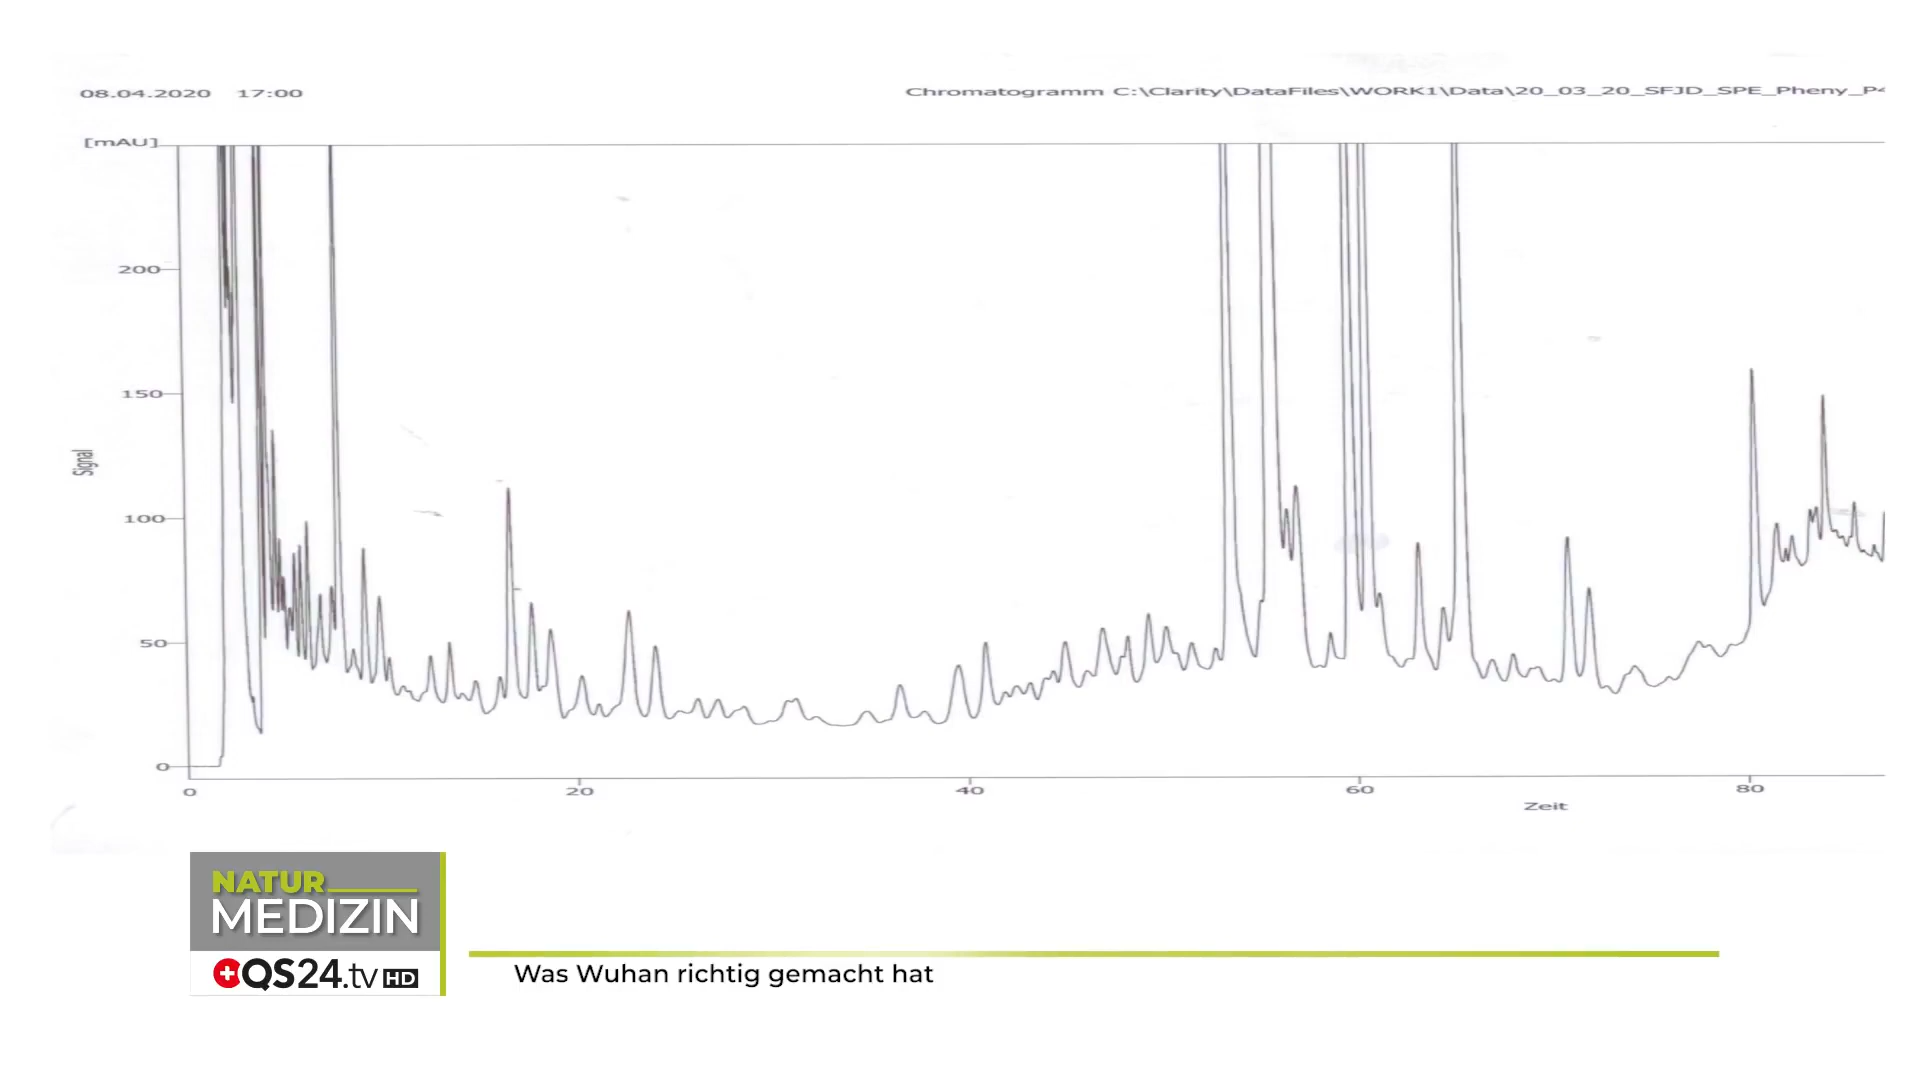 08.04.2020 17:00
Chromatogramm C:\Clarity\DataFiles\WORK1\Data\20_03_20_SFJD_SPE_Pheny_P
[mAU]
200
150
Signal
100
50
0
0 20 40 60 80
Zeit
NATUR
MEDIZIN
QS24.tv HD
Was Wuhan richtig gemacht hat